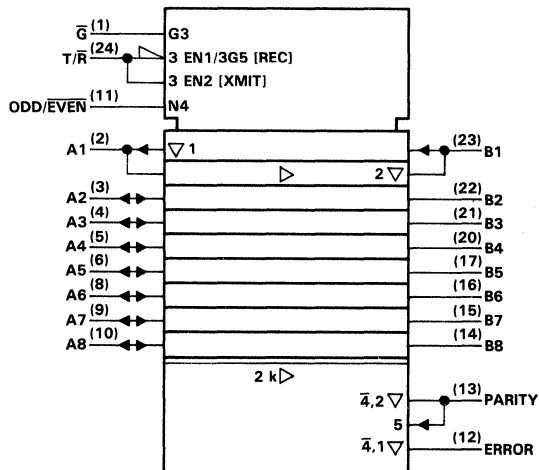 G̅ (1) G3
T/R̅ (24) 3 EN1/3G5 [REC]
3 EN2 [XMIT]
ODD/E̅V̅E̅N̅ (11) N4
A1 (2) ▽ 1 (23) B1
▷ 2 ▽
A2 (3) (22) B2
A3 (4) (21) B3
A4 (5) (20) B4
A5 (6) (17) B5
A6 (8) (16) B6
A7 (9) (15) B7
A8 (10) (14) B8
2 k▷
4̅,2 ▽ (13) PARITY
5
4̅,1 ▽ (12) ERROR